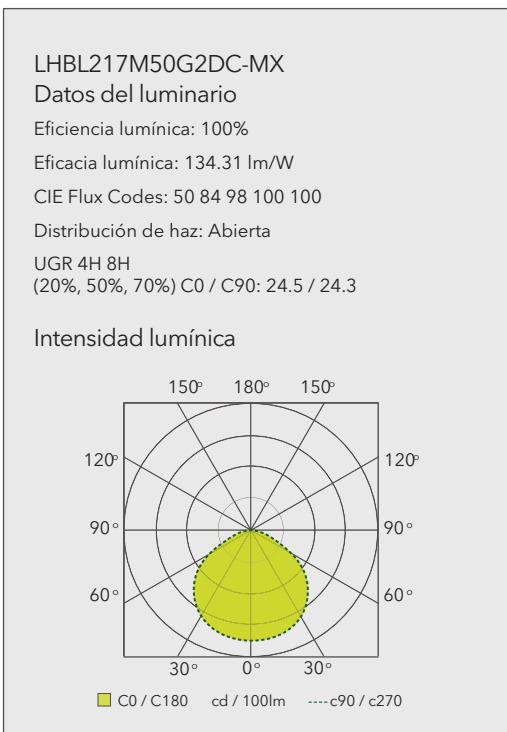 LHBL217M50G2DC-MX
Datos del luminario
Eficiencia lumínica: 100%
Eficacia lumínica: 134.31 lm/W
CIE Flux Codes: 50 84 98 100 100
Distribución de haz: Abierta
UGR 4H 8H
(20%, 50%, 70%) C0 / C90: 24.5 / 24.3
Intensidad lumínica
150° 180° 150°
120° 120°
90° 90°
60° 60°
30° 0° 30°
C0 / C180 cd / 100lm c90 / c270